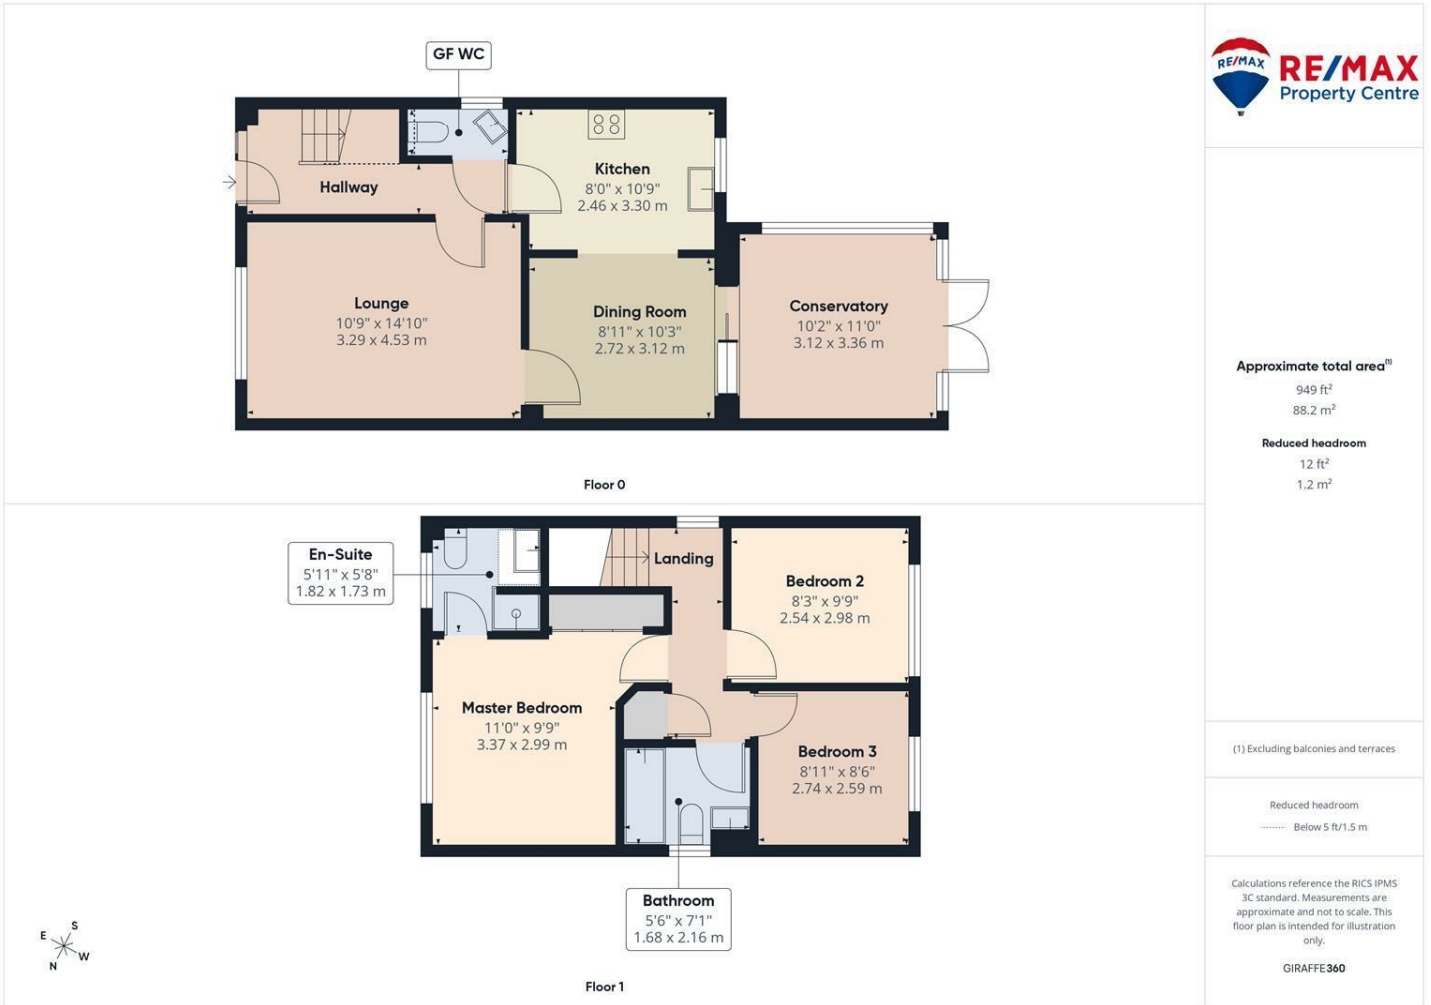 GF WC
Hallway
Kitchen
8'0" x 10'9"
2.46 x 3.30 m
Lounge
10'9" x 14'10"
3.29 x 4.53 m
Dining Room
8'11" x 10'3"
2.72 x 3.12 m
Conservatory
10'2" x 11'0"
3.12 x 3.36 m
Floor 0
En-Suite
5'11" x 5'8"
1.82 x 1.73 m
Landing
Bedroom 2
8'3" x 9'9"
2.54 x 2.98 m
Master Bedroom
11'0" x 9'9"
3.37 x 2.99 m
Bedroom 3
8'11" x 8'6"
2.74 x 2.59 m
Bathroom
5'6" x 7'1"
1.68 x 2.16 m
S
E
W
N
Floor 1
RE/MAX
RE/MAX
Property Centre
Approximate total area(1)
949 ft²
88.2 m²
Reduced headroom
12 ft²
1.2 m²
(1) Excluding balconies and terraces
Reduced headroom
Below 5 ft/1.5 m
Calculations reference the RICS IPMS
3C standard. Measurements are
approximate and not to scale. This
floor plan is intended for illustration
only.
GIRAFFE360